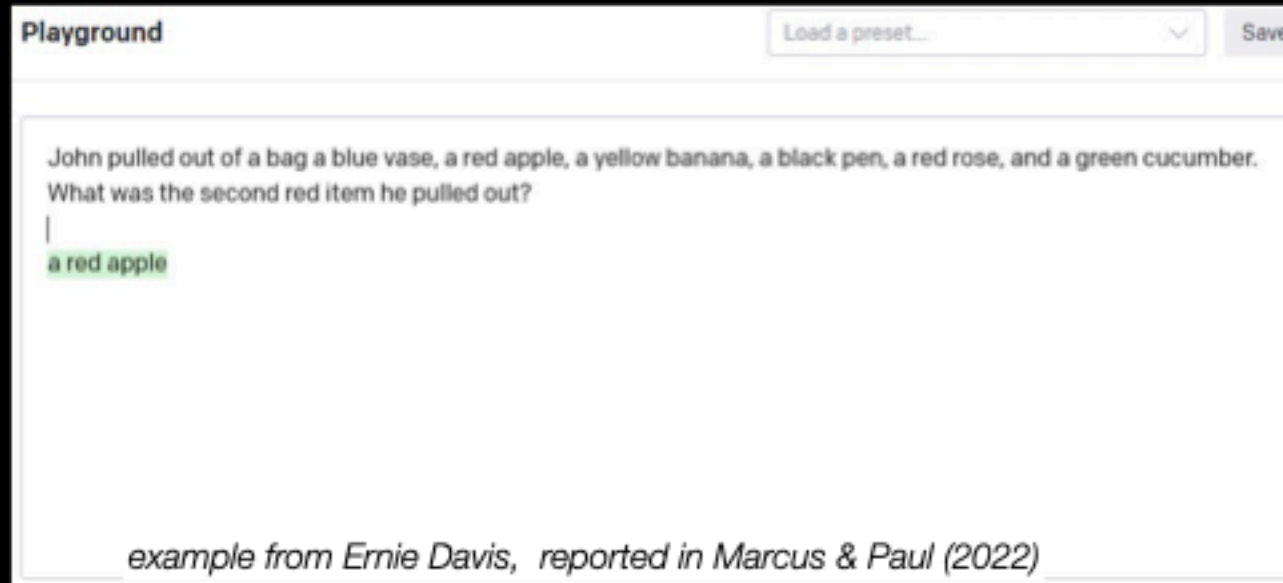 Playground
Load a preset...
Save
John pulled out of a bag a blue vase, a red apple, a yellow banana, a black pen, a red rose, and a green cucumber.
What was the second red item he pulled out?
a red apple
example from Ernie Davis, reported in Marcus & Paul (2022)